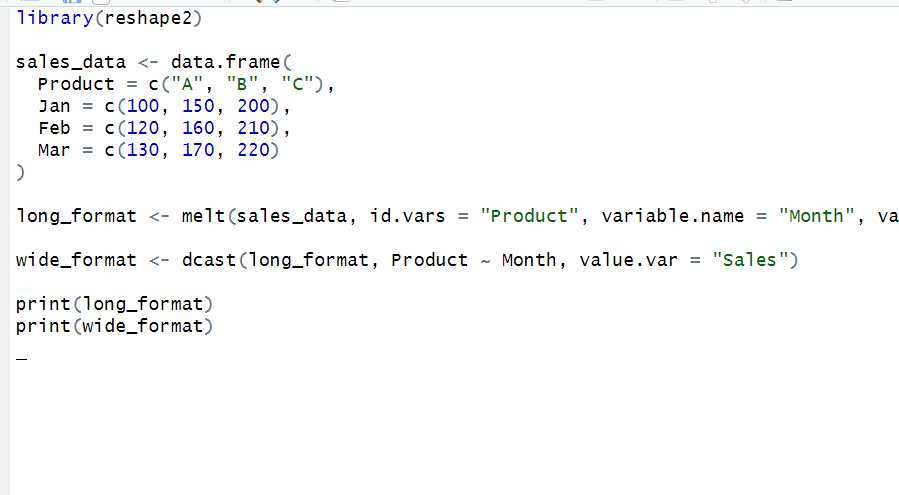 library(reshape2)
sales_data <- data.frame(
  Product = c("A", "B", "C"),
  Jan = c(100, 150, 200),
  Feb = c(120, 160, 210),
  Mar = c(130, 170, 220)
)
long_format <- melt(sales_data, id.vars = "Product", variable.name = "Month", va
wide_format <- dcast(long_format, Product ~ Month, value.var = "Sales")
print(long_format)
print(wide_format)
_